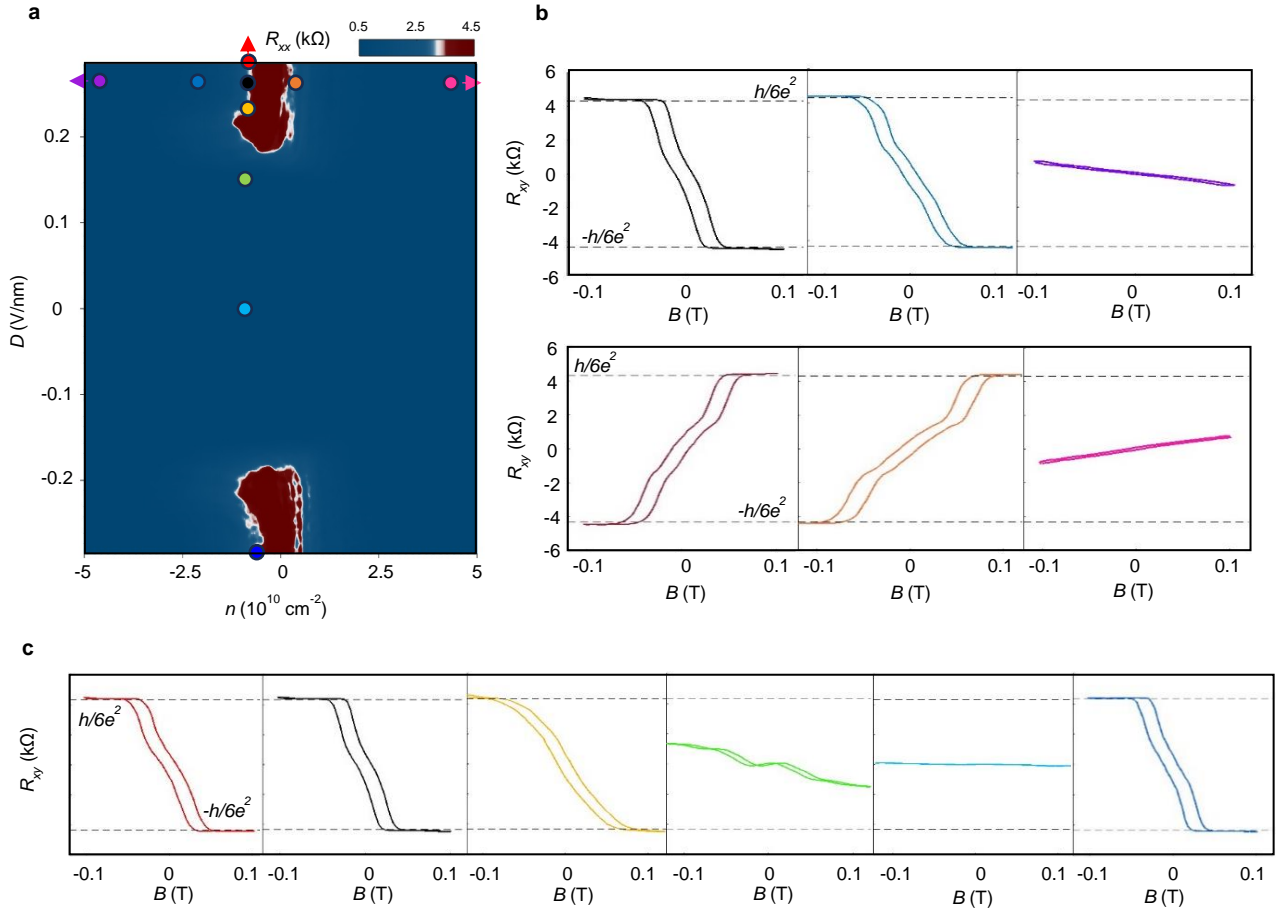 a
b
R_xx (kΩ)
0.5 2.5 4.5
0.2
0.1
0
-0.1
-0.2
D (V/nm)
-5 -2.5 0 2.5 5
n (10^10 cm^-2)
6
4
2
0
-2
-4
-6
R_xy (kΩ)
h/6e^2
-h/6e^2
-0.1 0 0.1 -0.1 0 0.1 -0.1 0 0.1
B (T) B (T) B (T)
6
4
2
0
-2
-4
-6
R_xy (kΩ)
h/6e^2
-h/6e^2
-0.1 0 0.1 -0.1 0 0.1 -0.1 0 0.1
B (T) B (T) B (T)
c
R_xy (kΩ)
h/6e^2
-h/6e^2
-0.1 0 0.1 -0.1 0 0.1 -0.1 0 0.1 -0.1 0 0.1 -0.1 0 0.1 -0.1 0 0.1
B (T) B (T) B (T) B (T) B (T) B (T)